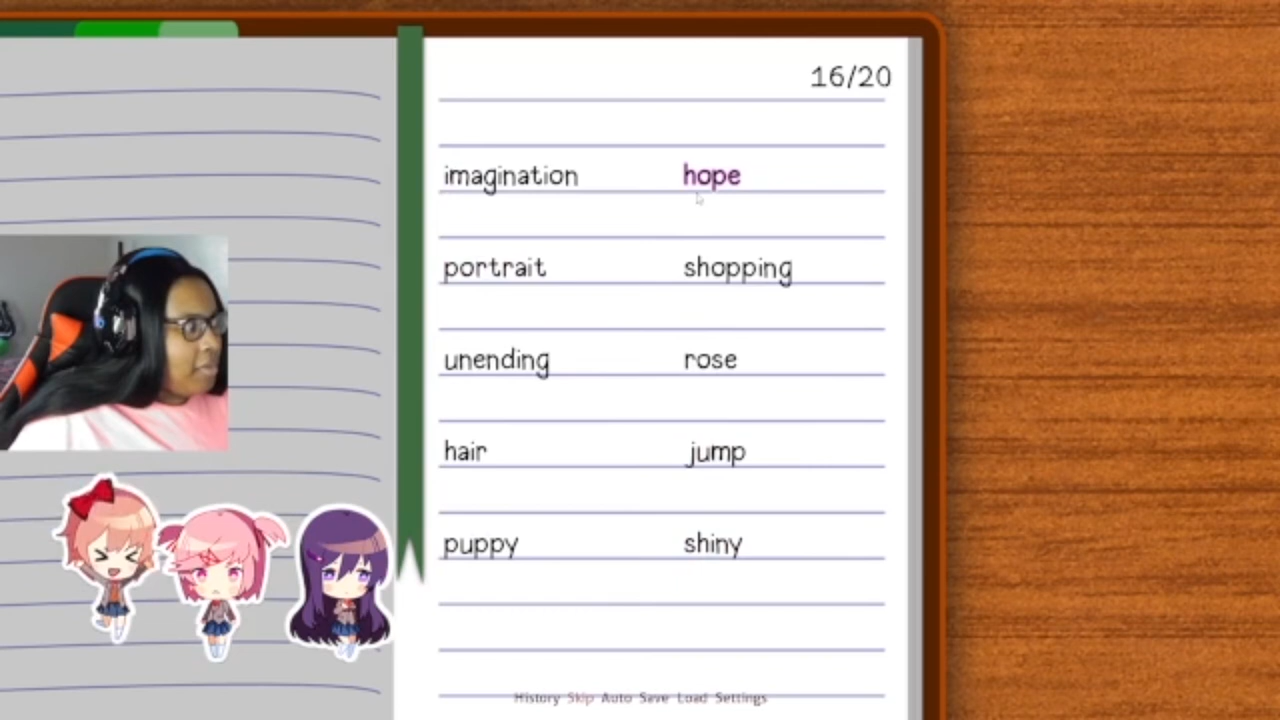 16/20
imagination hope
portrait shopping
unending rose
hair jump
puppy shiny
History Skip Auto Save Load Settings